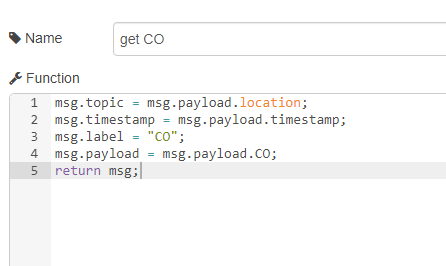 Name
get CO
Function
1 msg.topic = msg.payload.location;
2 msg.timestamp = msg.payload.timestamp;
3 msg.label = "CO";
4 msg.payload = msg.payload.CO;
5 return msg;